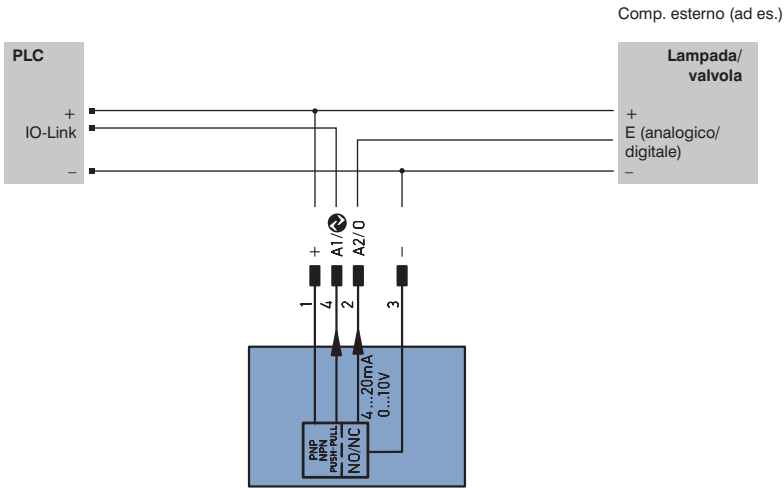 Comp. esterno (ad es.)
PLC
Lampada/
valvola
+
+
IO-Link
E (analogico/
digitale)
–
–
+
A1/
A2/ 0
–
1
4
2
3
4...20mA
0...10V
PNP
NPN
PUSH-PULL
NO/NC